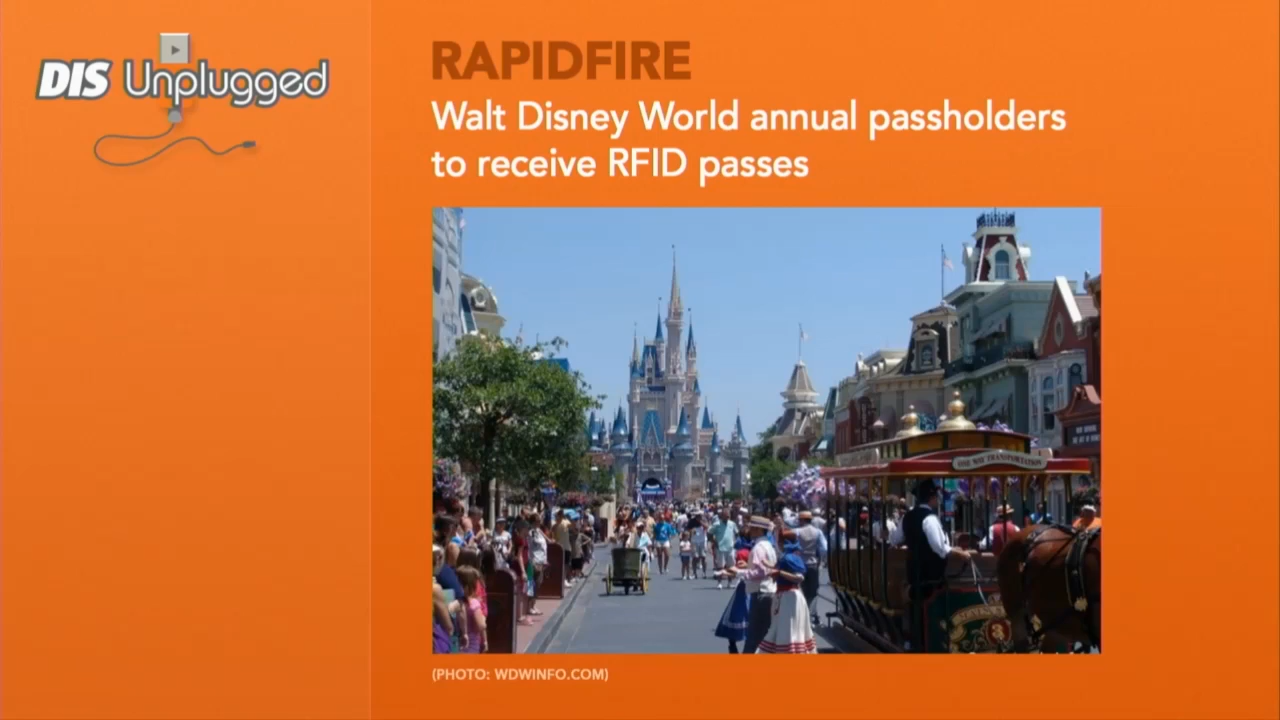 DIS Unplugged
RAPIDFIRE
Walt Disney World annual passholders
to receive RFID passes
(PHOTO: WDWINFO.COM)